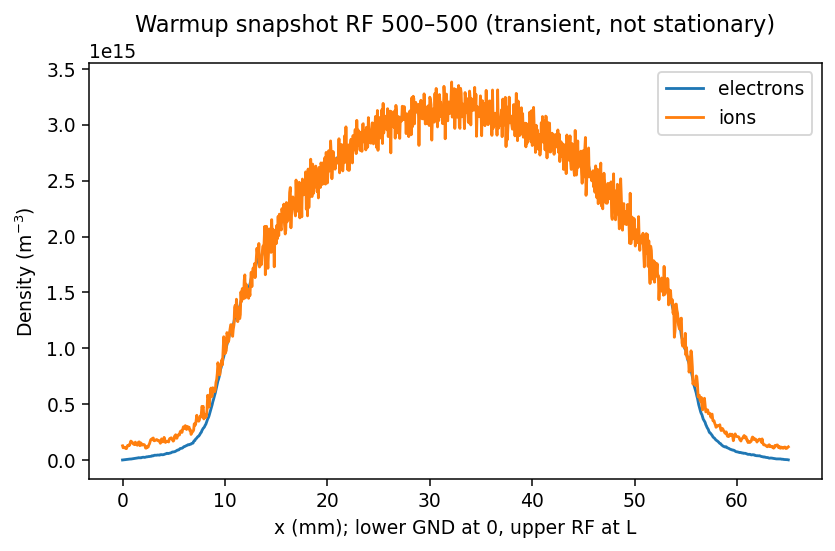 Warmup snapshot RF 500–500 (transient, not stationary)
1e15
3.5
3.0
2.5
2.0
1.5
1.0
0.5
0.0
Density (m⁻³)
electrons
ions
0 10 20 30 40 50 60
x (mm); lower GND at 0, upper RF at L